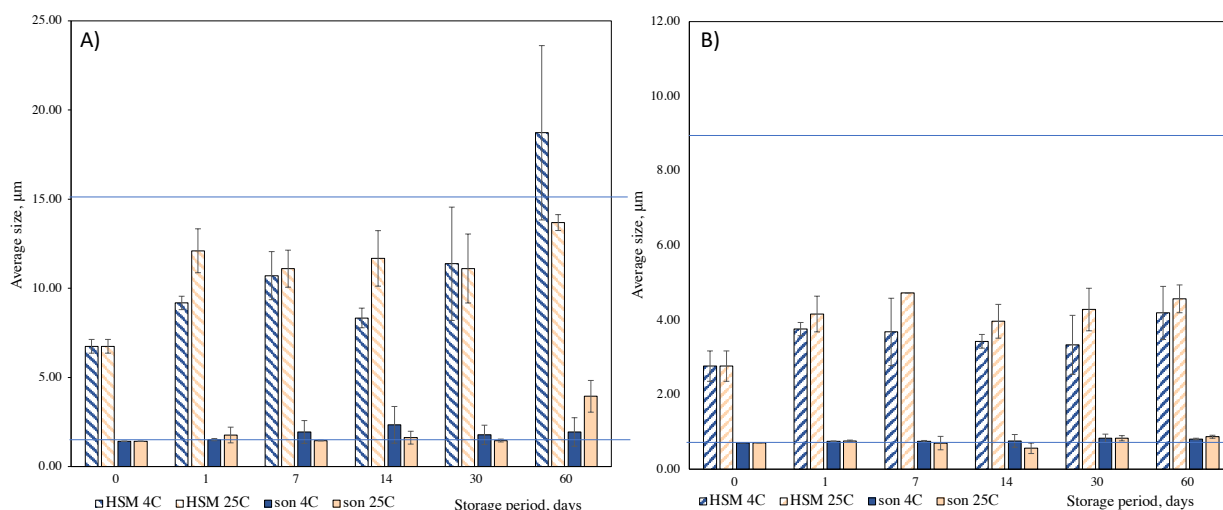 A)
Average size, µm
25.00
20.00
15.00
10.00
5.00
0.00
0 1 7 14 30 60
HSM 4C HSM 25C son 4C son 25C Storage period, days
B)
Average size, µm
12.00
10.00
8.00
6.00
4.00
2.00
0.00
0 1 7 14 30 60
HSM 4C HSM 25C son 4C son 25C Storage period, days